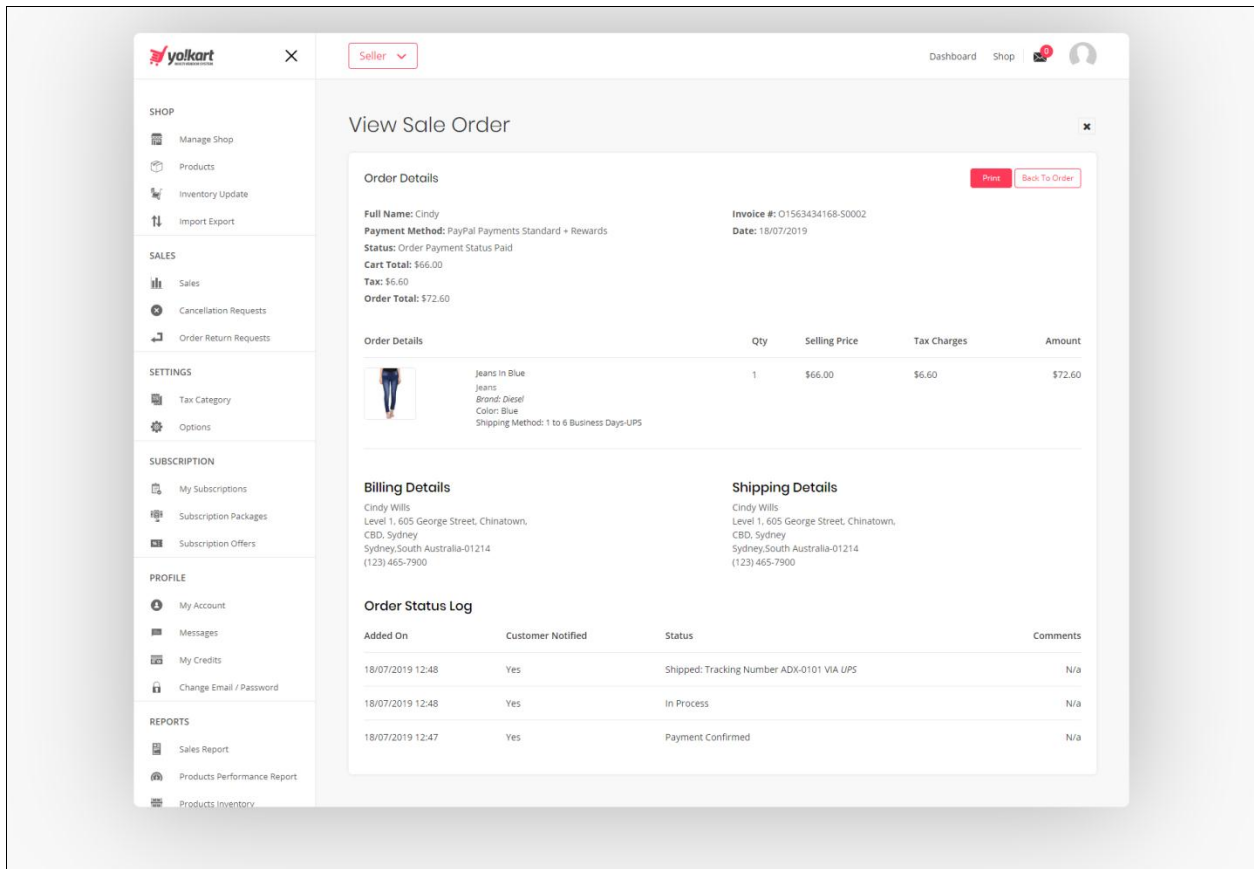 yo!kart
Seller
Dashboard Shop 0
SHOP
Manage Shop
Products
Inventory Update
Import Export
SALES
Sales
Cancellation Requests
Order Return Requests
SETTINGS
Tax Category
Options
SUBSCRIPTION
My Subscriptions
Subscription Packages
Subscription Offers
PROFILE
My Account
Messages
My Credits
Change Email / Password
REPORTS
Sales Report
Products Performance Report
Products Inventory
View Sale Order
Order Details
Print Back To Order
Full Name: Cindy
Payment Method: PayPal Payments Standard + Rewards
Status: Order Payment Status Paid
Cart Total: $66.00
Tax: $6.60
Order Total: $72.60
Invoice #: O1563434168-S0002
Date: 18/07/2019
Order Details Qty Selling Price Tax Charges Amount
Jeans In Blue 1 $66.00 $6.60 $72.60
Jeans
Brand: Diesel
Color: Blue
Shipping Method: 1 to 6 Business Days-UPS
Billing Details
Cindy Wills
Level 1, 605 George Street, Chinatown,
CBD, Sydney
Sydney,South Australia-01214
(123) 465-7900
Shipping Details
Cindy Wills
Level 1, 605 George Street, Chinatown,
CBD, Sydney
Sydney,South Australia-01214
(123) 465-7900
Order Status Log
Added On Customer Notified Status Comments
18/07/2019 12:48 Yes Shipped: Tracking Number ADX-0101 VIA UPS N/a
18/07/2019 12:48 Yes In Process N/a
18/07/2019 12:47 Yes Payment Confirmed N/a